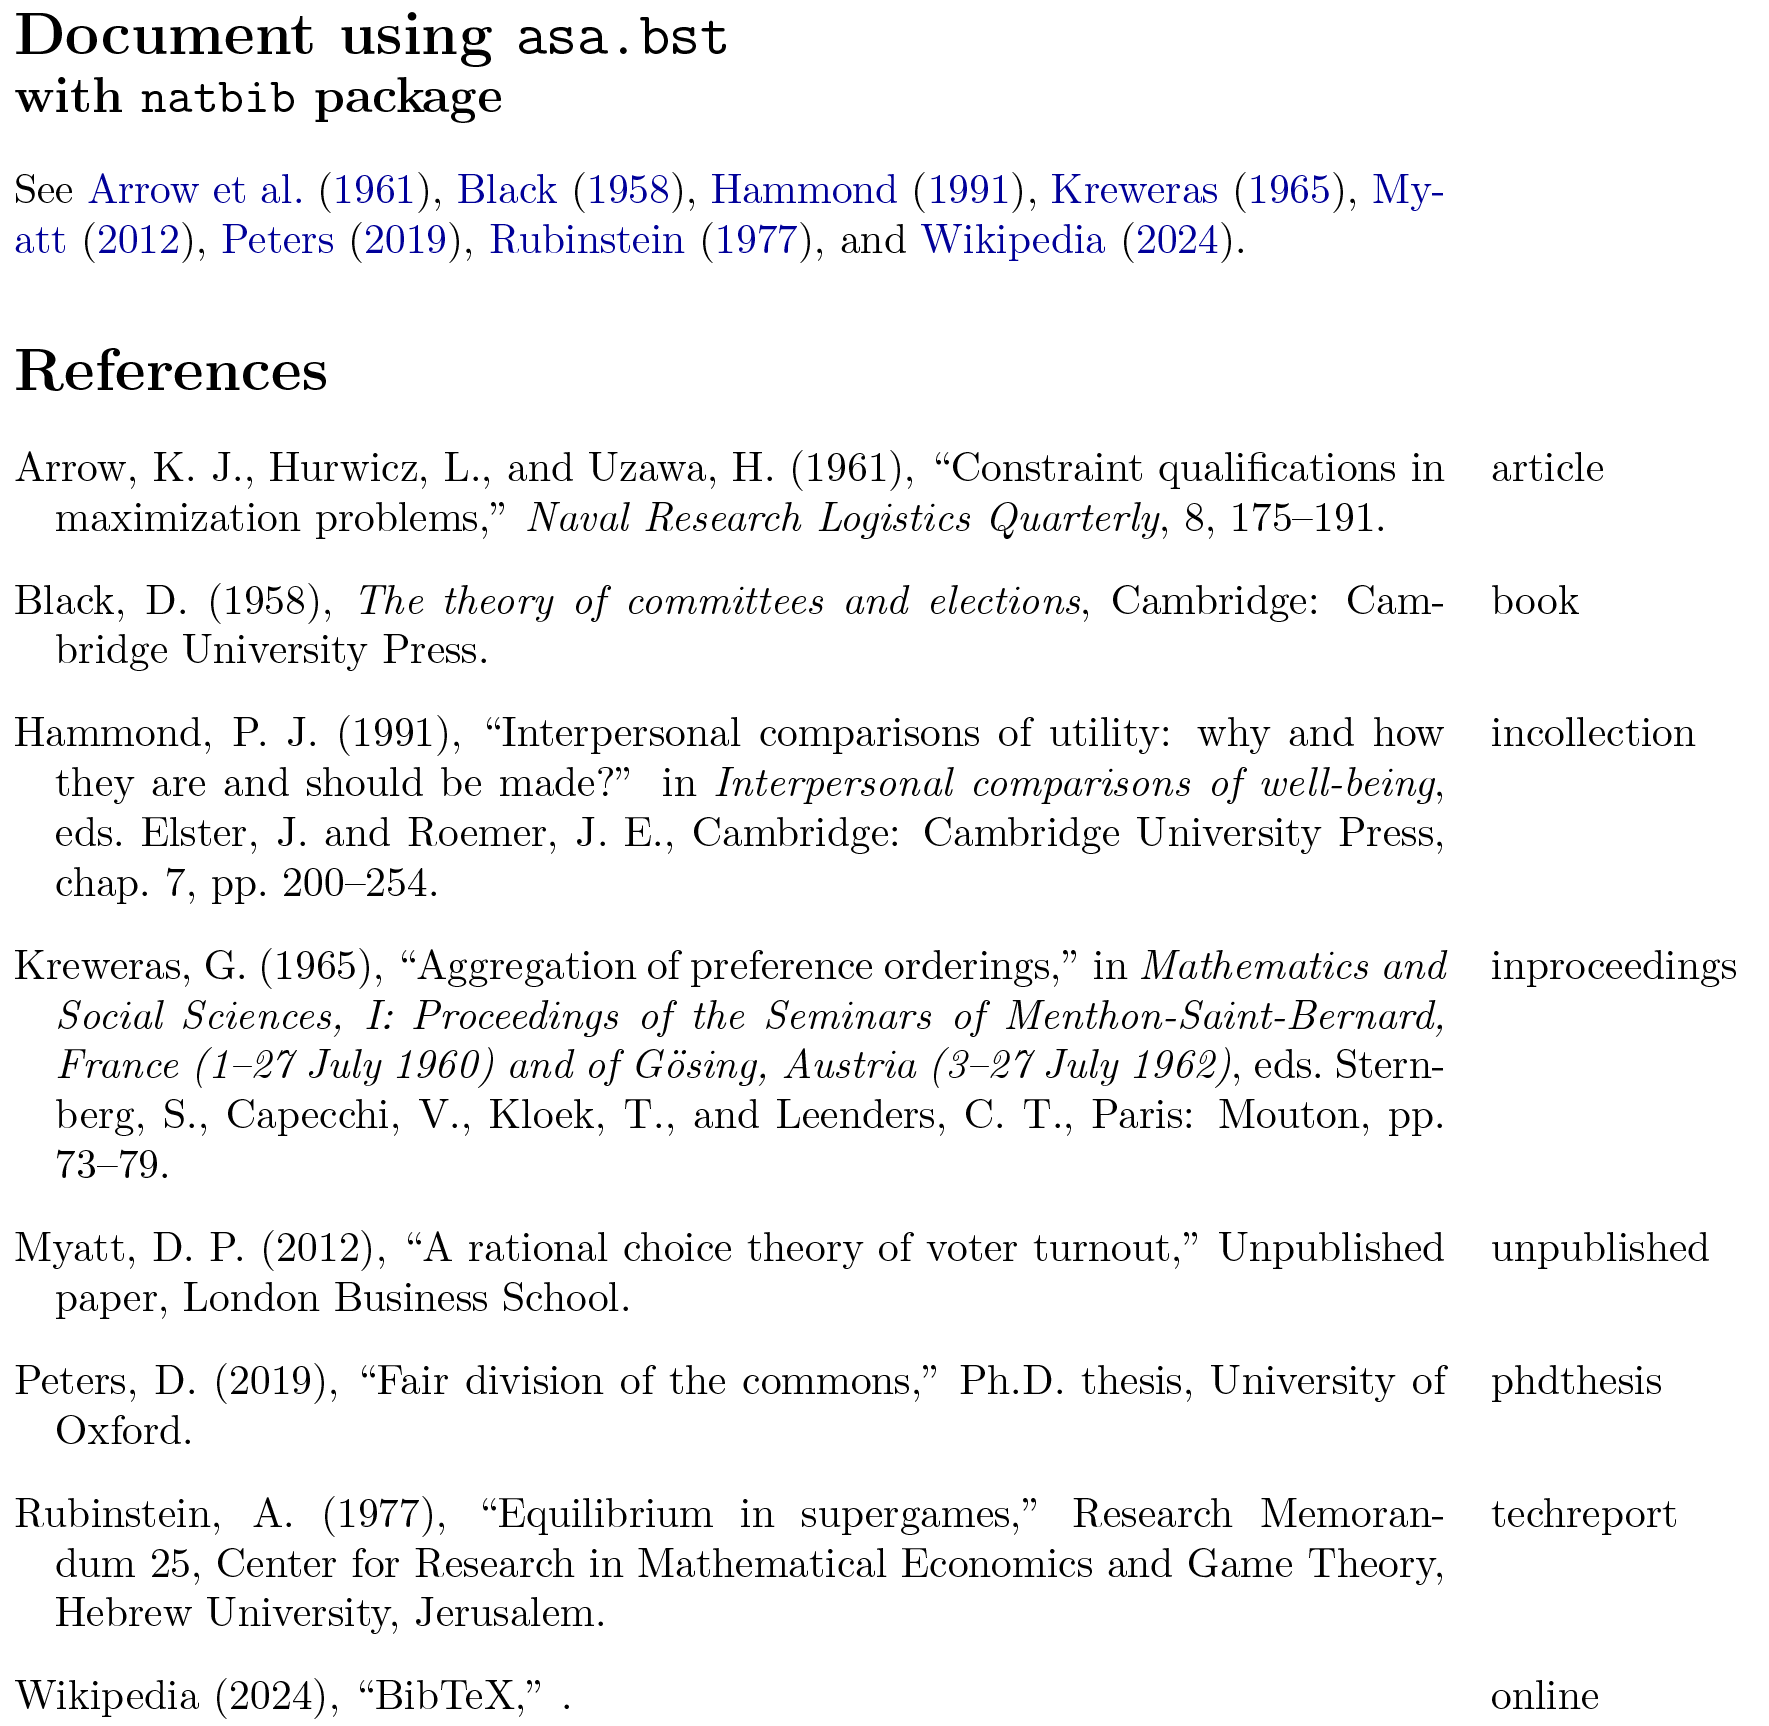 Document using asa.bst
with natbib package
See Arrow et al. (1961), Black (1958), Hammond (1991), Kreweras (1965), My-
att (2012), Peters (2019), Rubinstein (1977), and Wikipedia (2024).
References
Arrow, K. J., Hurwicz, L., and Uzawa, H. (1961), “Constraint qualifications in article
maximization problems,” Naval Research Logistics Quarterly, 8, 175–191.
Black, D. (1958), The theory of committees and elections, Cambridge: Cam- book
bridge University Press.
Hammond, P. J. (1991), “Interpersonal comparisons of utility: why and how incollection
they are and should be made?” in Interpersonal comparisons of well-being,
eds. Elster, J. and Roemer, J. E., Cambridge: Cambridge University Press,
chap. 7, pp. 200–254.
Kreweras, G. (1965), “Aggregation of preference orderings,” in Mathematics and inproceedings
Social Sciences, I: Proceedings of the Seminars of Menthon-Saint-Bernard,
France (1–27 July 1960) and of Gösing, Austria (3–27 July 1962), eds. Stern-
berg, S., Capecchi, V., Kloek, T., and Leenders, C. T., Paris: Mouton, pp.
73–79.
Myatt, D. P. (2012), “A rational choice theory of voter turnout,” Unpublished unpublished
paper, London Business School.
Peters, D. (2019), “Fair division of the commons,” Ph.D. thesis, University of phdthesis
Oxford.
Rubinstein, A. (1977), “Equilibrium in supergames,” Research Memoran- techreport
dum 25, Center for Research in Mathematical Economics and Game Theory,
Hebrew University, Jerusalem.
Wikipedia (2024), “BibTeX,” . online